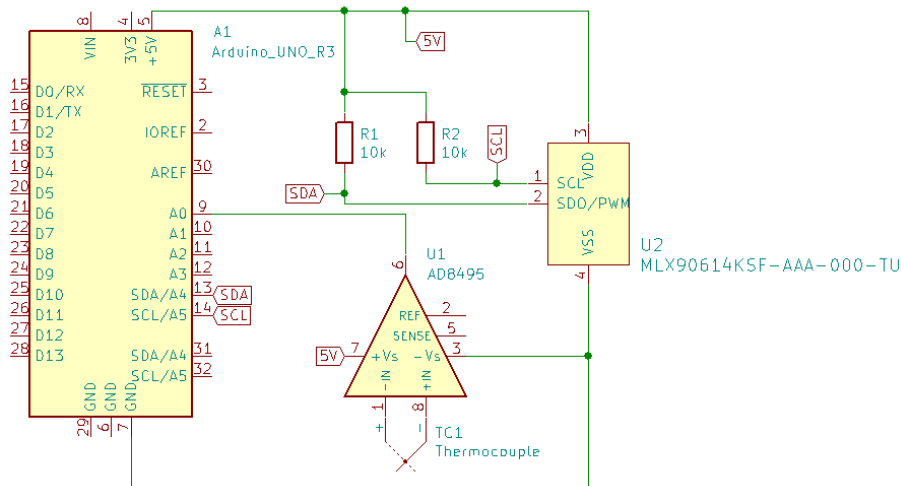 A1
Arduino_UNO_R3
8
VIN
4
3V3
5
+5V
5V
15 D0/RX
16 D1/TX
17 D2
18 D3
19 D4
20 D5
21 D6
22 D7
23 D8
24 D9
25 D10
26 D11
27 D12
28 D13
RESET 3
IOREF 2
AREF 30
A0 9
A1 10
A2 11
A3 12
SDA/A4 13 SDA
SCL/A5 14 SCL
SDA/A4 31
SCL/A5 32
GND
29
GND
6
GND
7
R1
10k
R2
10k
SCL
SDA
1 SCL
2 SDO/PWM
3
VDD
VSS
4
U2
MLX90614KSF-AAA-000-TU
U1
AD8495
6
REF 2
SENSE 5
5V 7 +Vs
-Vs 3
-IN
1
+IN
8
+
-
TC1
Thermocouple